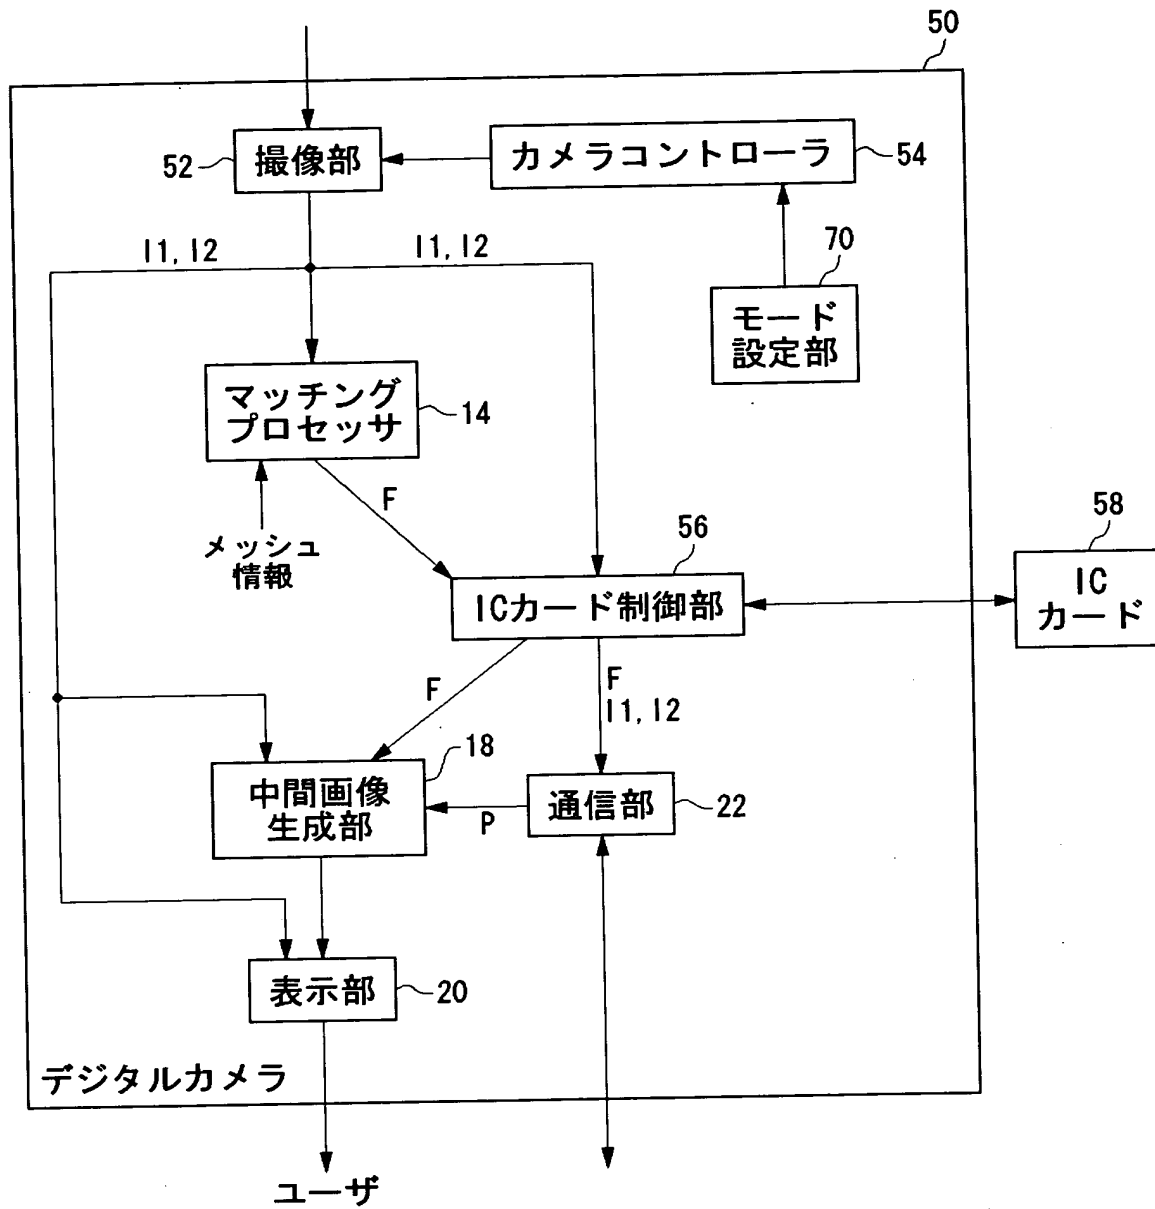 50
撮像部
52
カメラコントローラ
54
I1, I2
I1, I2
70
モード
設定部
マッチング
プロセッサ
14
F
メッシュ
情報
56
58
ICカード制御部
IC
カード
F
F
I1, I2
18
中間画像
生成部
P
通信部
22
表示部
20
デジタルカメラ
ユーザ